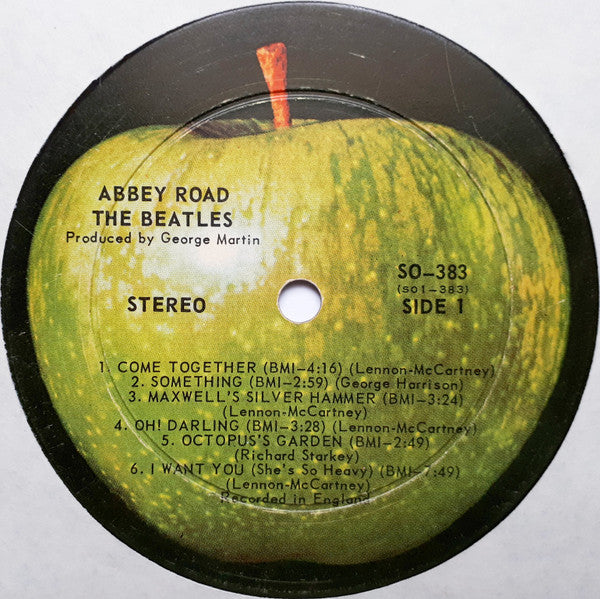 ABBEY ROAD
THE BEATLES
Produced by George Martin
STEREO
SO-383
(SO1-383)
SIDE 1
1. COME TOGETHER (BMI-4:16) (Lennon-McCartney)
2. SOMETHING (BMI-2:59) (George Harrison)
3. MAXWELL'S SILVER HAMMER (BMI-3:24)
(Lennon-McCartney)
4. OH! DARLING (BMI-3:28) (Lennon-McCartney)
5. OCTOPUS'S GARDEN (BMI-2:49)
(Richard Starkey)
6. I WANT YOU (She's So Heavy) (BMI-7:49)
(Lennon-McCartney)
Recorded in England